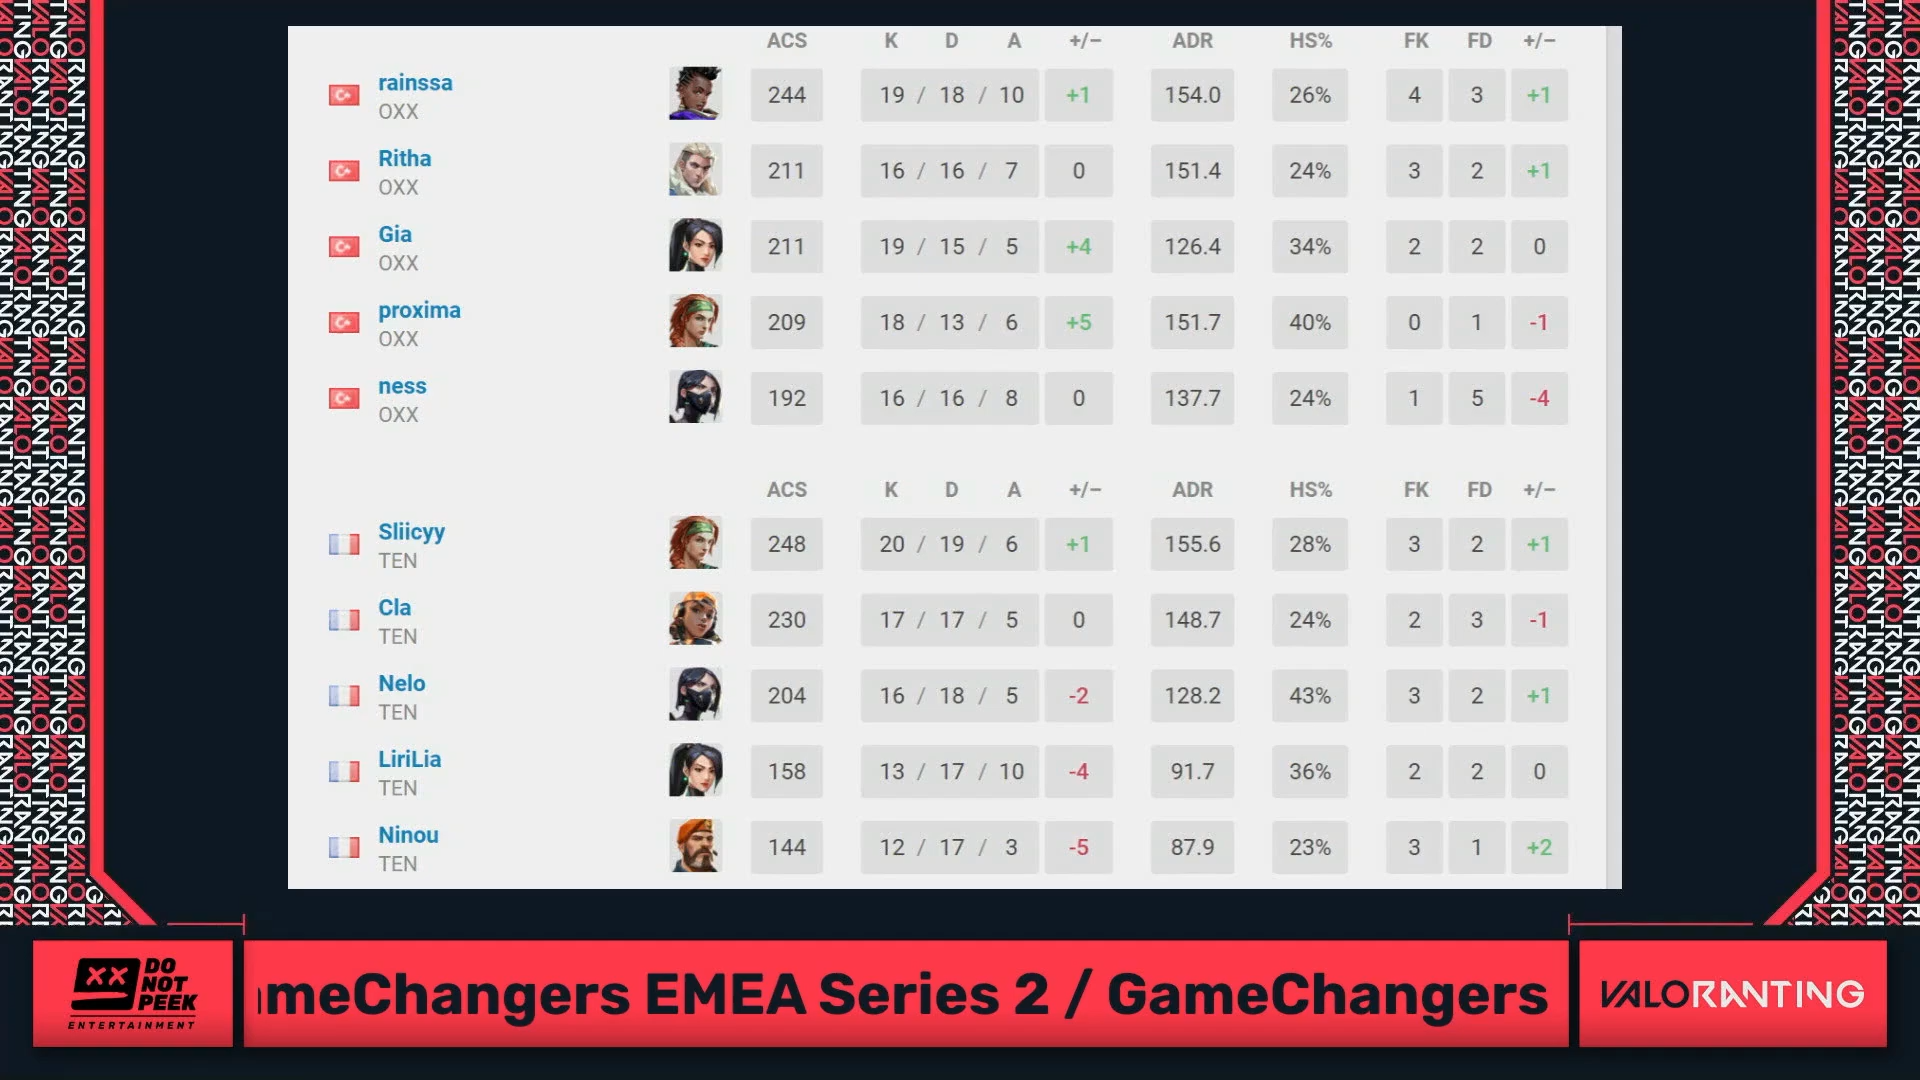 ACS K D A +/– ADR HS% FK FD +/–
rainssa
OXX
244 19 / 18 / 10 +1 154.0 26% 4 3 +1
Ritha
OXX
211 16 / 16 / 7 0 151.4 24% 3 2 +1
Gia
OXX
211 19 / 15 / 5 +4 126.4 34% 2 2 0
proxima
OXX
209 18 / 13 / 6 +5 151.7 40% 0 1 -1
ness
OXX
192 16 / 16 / 8 0 137.7 24% 1 5 -4
ACS K D A +/– ADR HS% FK FD +/–
Sliicyy
TEN
248 20 / 19 / 6 +1 155.6 28% 3 2 +1
Cla
TEN
230 17 / 17 / 5 0 148.7 24% 2 3 -1
Nelo
TEN
204 16 / 18 / 5 -2 128.2 43% 3 2 +1
LiriLia
TEN
158 13 / 17 / 10 -4 91.7 36% 2 2 0
Ninou
TEN
144 12 / 17 / 3 -5 87.9 23% 3 1 +2
XX DO
NOT
PEEK
ENTERTAINMENT
meChangers EMEA Series 2 / GameChangers
VALORANTING